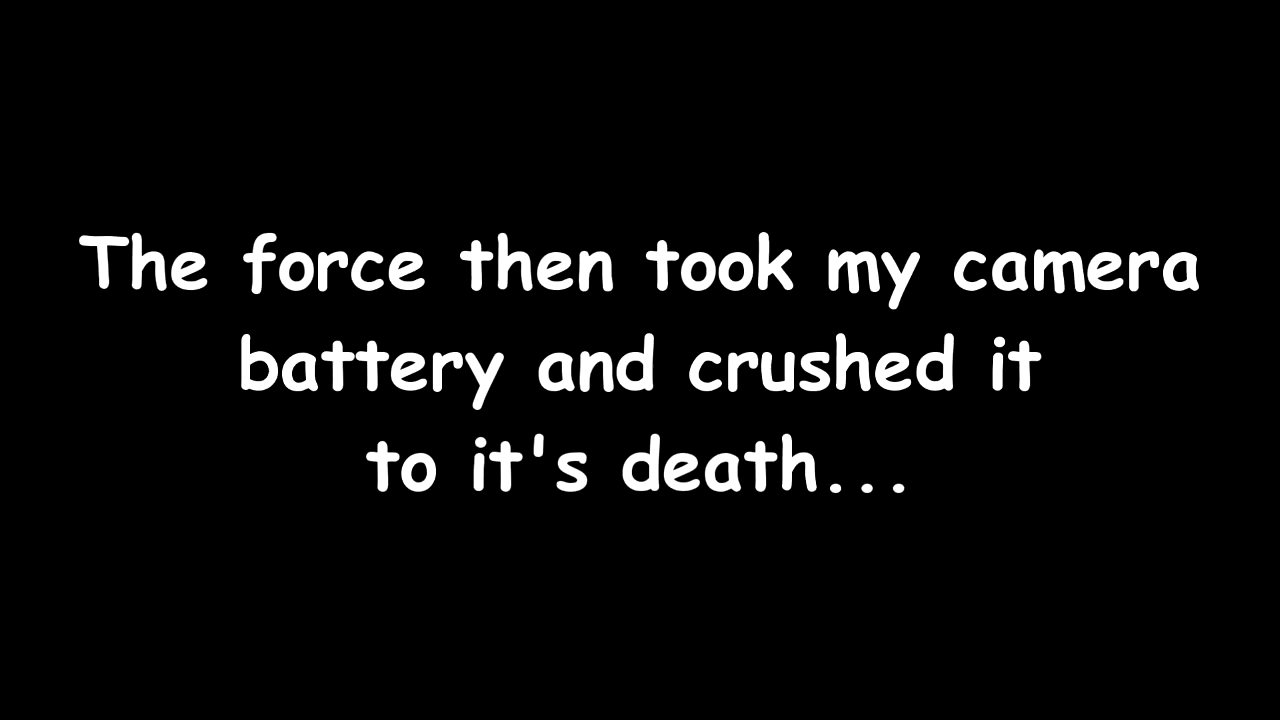 The force then took my camera
battery and crushed it
to it's death...